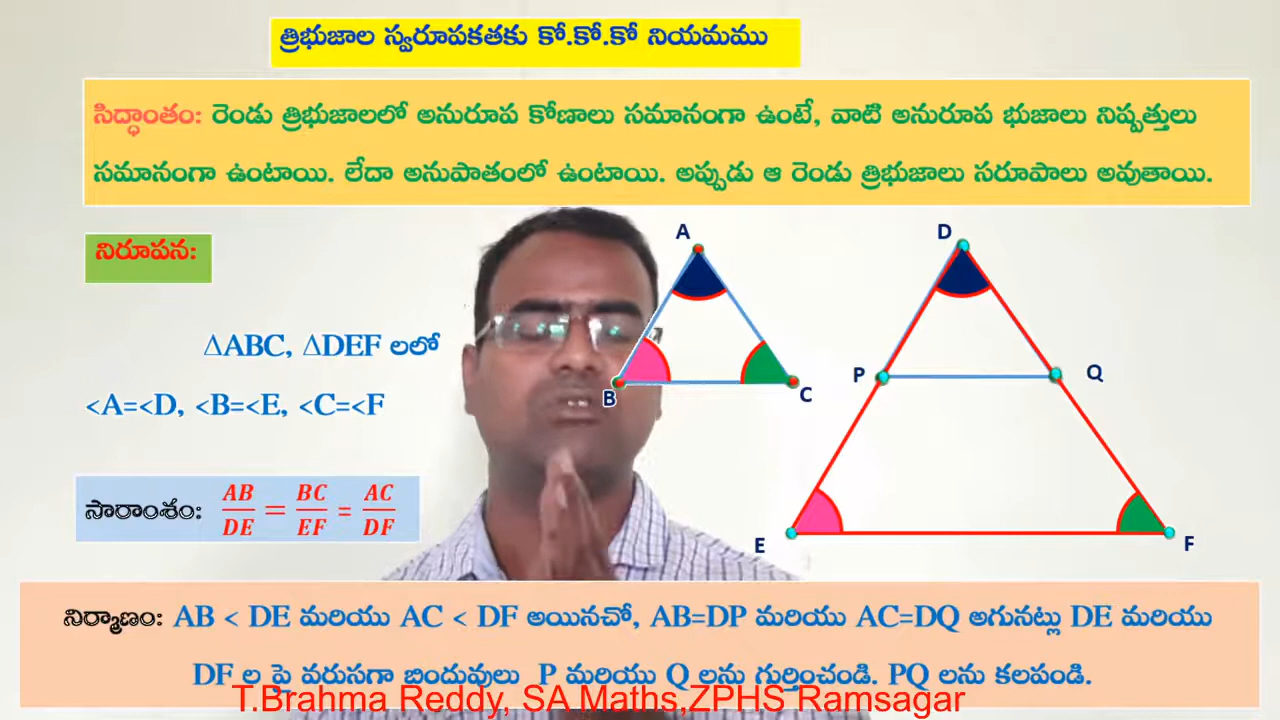 త్రిభుజాల స్వరూపకతకు కో.కో.కో నియమము
సిద్ధాంతం: రెండు త్రిభుజాలలో అనురూప కోణాలు సమానంగా ఉంటే, వాటి అనురూప భుజాలు నిష్పత్తులు
సమానంగా ఉంటాయి. లేదా అనుపాతంలో ఉంటాయి. అప్పుడు ఆ రెండు త్రిభుజాలు సరూపాలు అవుతాయి.
నిరూపన:
∆ABC, ∆DEF లలో
<A=<D, <B=<E, <C=<F
సారాంశం: AB/DE = BC/EF = AC/DF
A
B
C
D
P
Q
E
F
నిర్మాణం: AB < DE మరియు AC < DF అయినచో, AB=DP మరియు AC=DQ అగునట్లు DE మరియు
DF ల పై వరుసగా బిందువులు P మరియు Q లను గుర్తించండి. PQ లను కలపండి.
T.Brahma Reddy, SA Maths,ZPHS Ramsagar